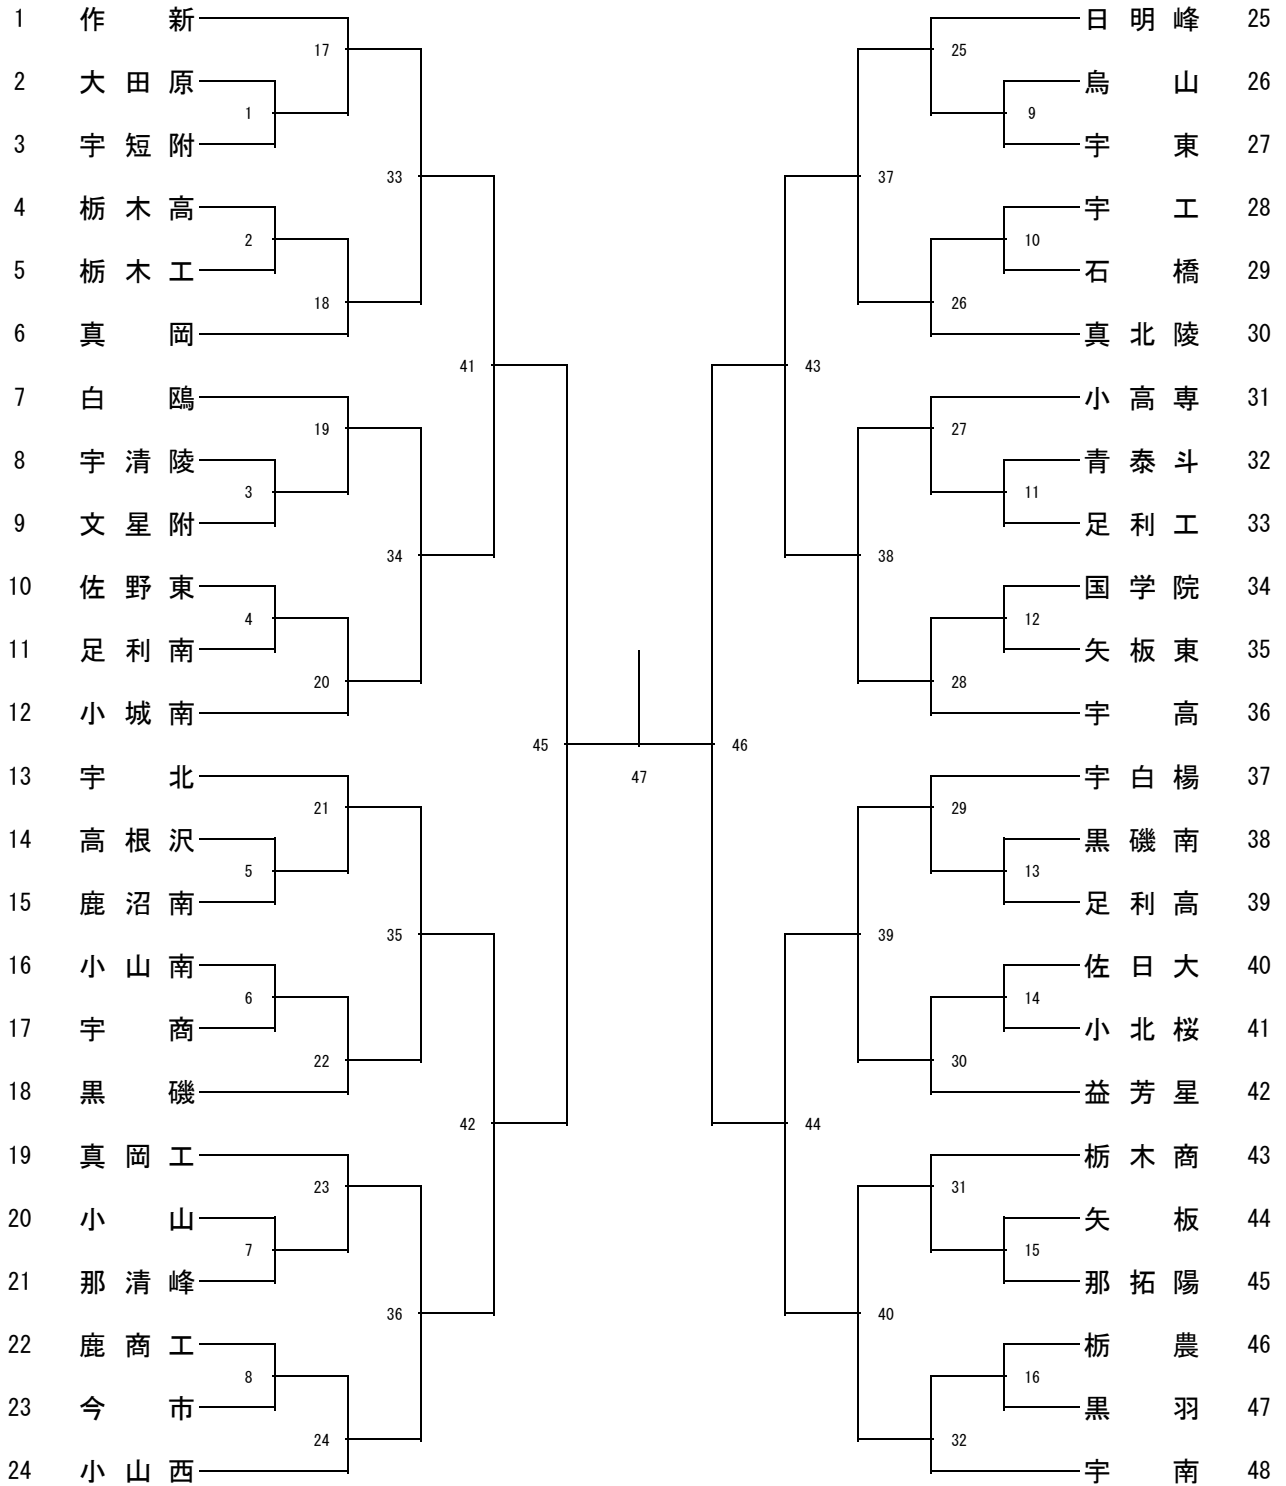 1 作新
2 大田原
3 宇短附
4 栃木高
5 栃木工
6 真岡
7 白鴎
8 宇清陵
9 文星附
10 佐野東
11 足利南
12 小城南
13 宇北
14 高根沢
15 鹿沼南
16 小山南
17 宇商
18 黒磯
19 真岡工
20 小山
21 那清峰
22 鹿商工
23 今市
24 小山西
1
2
3
4
5
6
7
8
17
18
19
20
21
22
23
24
33
34
35
36
41
42
45
47
46
43
44
37
38
39
40
25
26
27
28
29
30
31
32
9
10
11
12
13
14
15
16
日明峰 25
烏山 26
宇東 27
宇工 28
石橋 29
真北陵 30
小高専 31
青泰斗 32
足利工 33
国学院 34
矢板東 35
宇高 36
宇白楊 37
黒磯南 38
足利高 39
佐日大 40
小北桜 41
益芳星 42
栃木商 43
矢板 44
那拓陽 45
栃農 46
黒羽 47
宇南 48